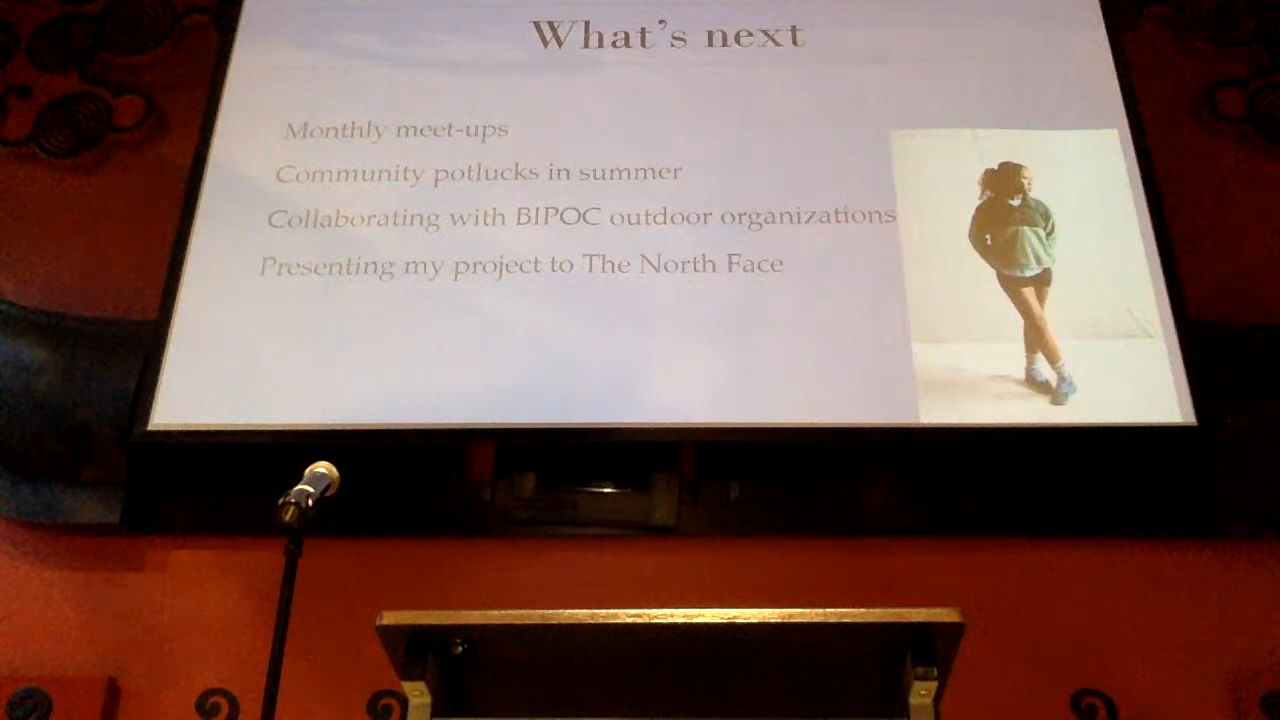 What's next
Monthly meet-ups
Community potlucks in summer
Collaborating with BIPOC outdoor organizations
Presenting my project to The North Face